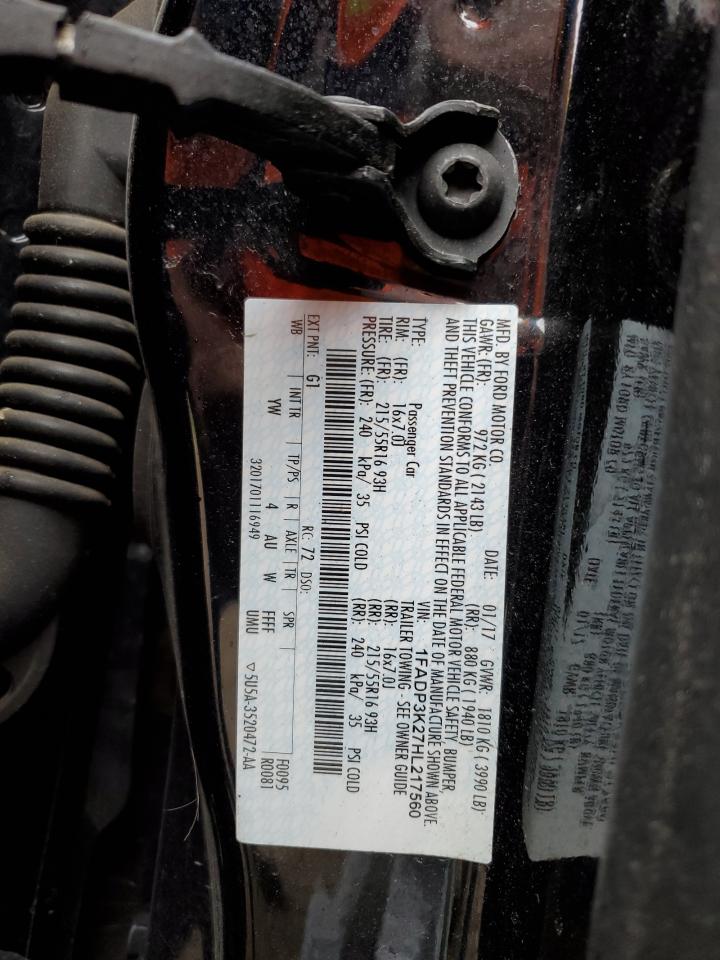 MFD. BY FORD MOTOR CO.
DATE: 01/17 GVWR: 1810 KG ( 3990 LB)
GAWR: (FR): 972 KG ( 2143 LB) (RR): 880 KG ( 1940 LB)
THIS VEHICLE CONFORMS TO ALL APPLICABLE FEDERAL MOTOR VEHICLE SAFETY, BUMPER,
AND THEFT PREVENTION STANDARDS IN EFFECT ON THE DATE OF MANUFACTURE SHOWN ABOVE.
VIN: 1FADP3K27HL217560
TYPE: Passenger Car TRAILER TOWING - SEE OWNER GUIDE
RIM: (FR): 16x7.0J (RR): 16x7.0J
TIRE: (FR): 215/55R16 93H (RR): 215/55R16 93H
PRESSURE: (FR): 240 kPa/ 35 PSI COLD (RR): 240 kPa/ 35 PSI COLD
EXT PNT: G1 RC: 72 DSO: F0095
WB INT TR TP/PS R AXLE TR SPR R0081
YW 4 AU W FFFF
3201701116949 UMU ▽5U5A-3520472-AA